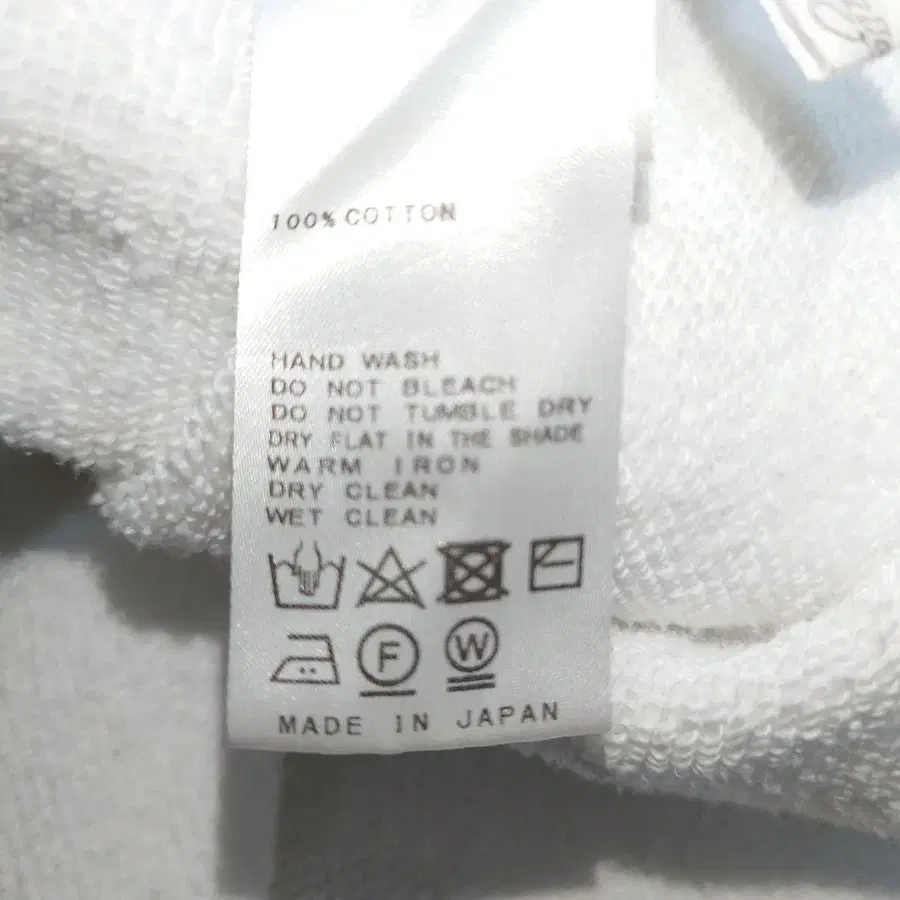 100% COTTON
HAND WASH
DO NOT BLEACH
DO NOT TUMBLE DRY
DRY FLAT IN THE SHADE
WARM IRON
DRY CLEAN
WET CLEAN
F
W
MADE IN JAPAN